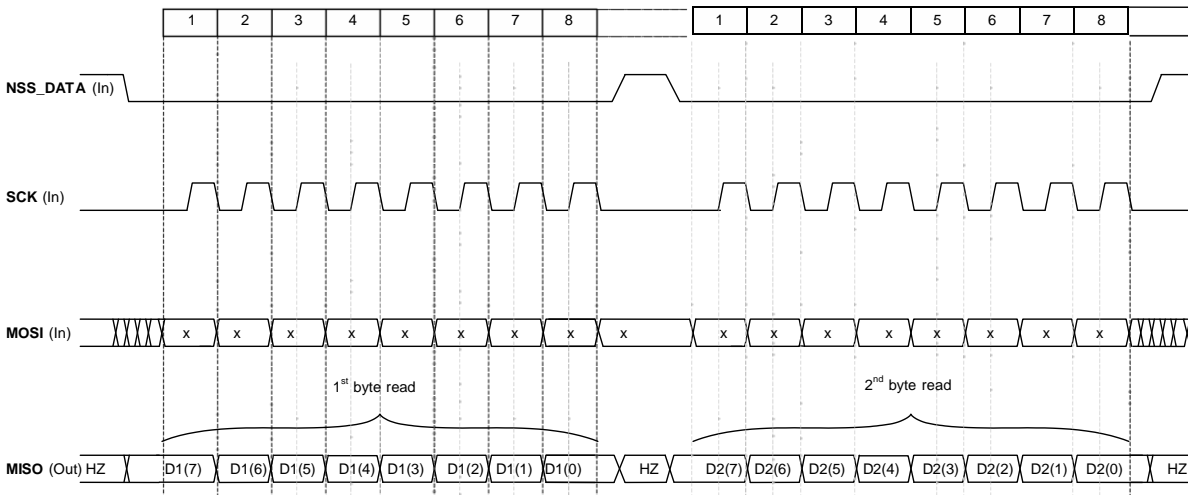 1 2 3 4 5 6 7 8 1 2 3 4 5 6 7 8
NSS_DATA (In)
SCK (In)
MOSI (In) x x x x x x x x x x x x x x x x x
1st byte read 2nd byte read
MISO (Out) HZ D1(7) D1(6) D1(5) D1(4) D1(3) D1(2) D1(1) D1(0) HZ D2(7) D2(6) D2(5) D2(4) D2(3) D2(2) D2(1) D2(0) HZ